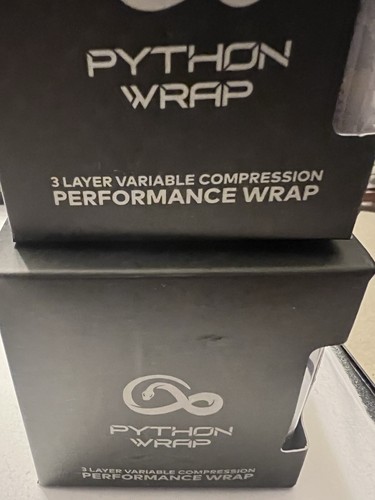 PYTHON
WRAP
3 LAYER VARIABLE COMPRESSION
PERFORMANCE WRAP
PYTHON
WRAP
3 LAYER VARIABLE COMPRESSION
PERFORMANCE WRAP